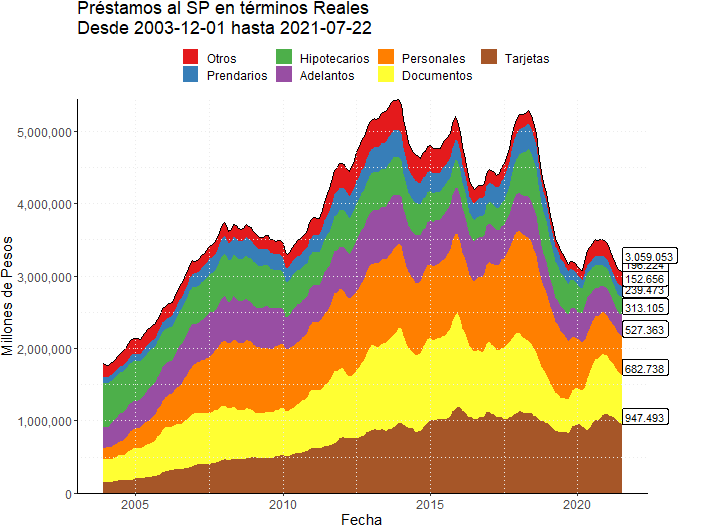 Préstamos al SP en términos Reales
Desde 2003-12-01 hasta 2021-07-22
Otros Hipotecarios Personales Tarjetas
Prendarios Adelantos Documentos
Millones de Pesos
5,000,000
4,000,000
3,000,000
2,000,000
1,000,000
0
3.059.053
196.224
152.656
239.473
313.105
527.363
682.738
947.493
2005 2010 2015 2020
Fecha